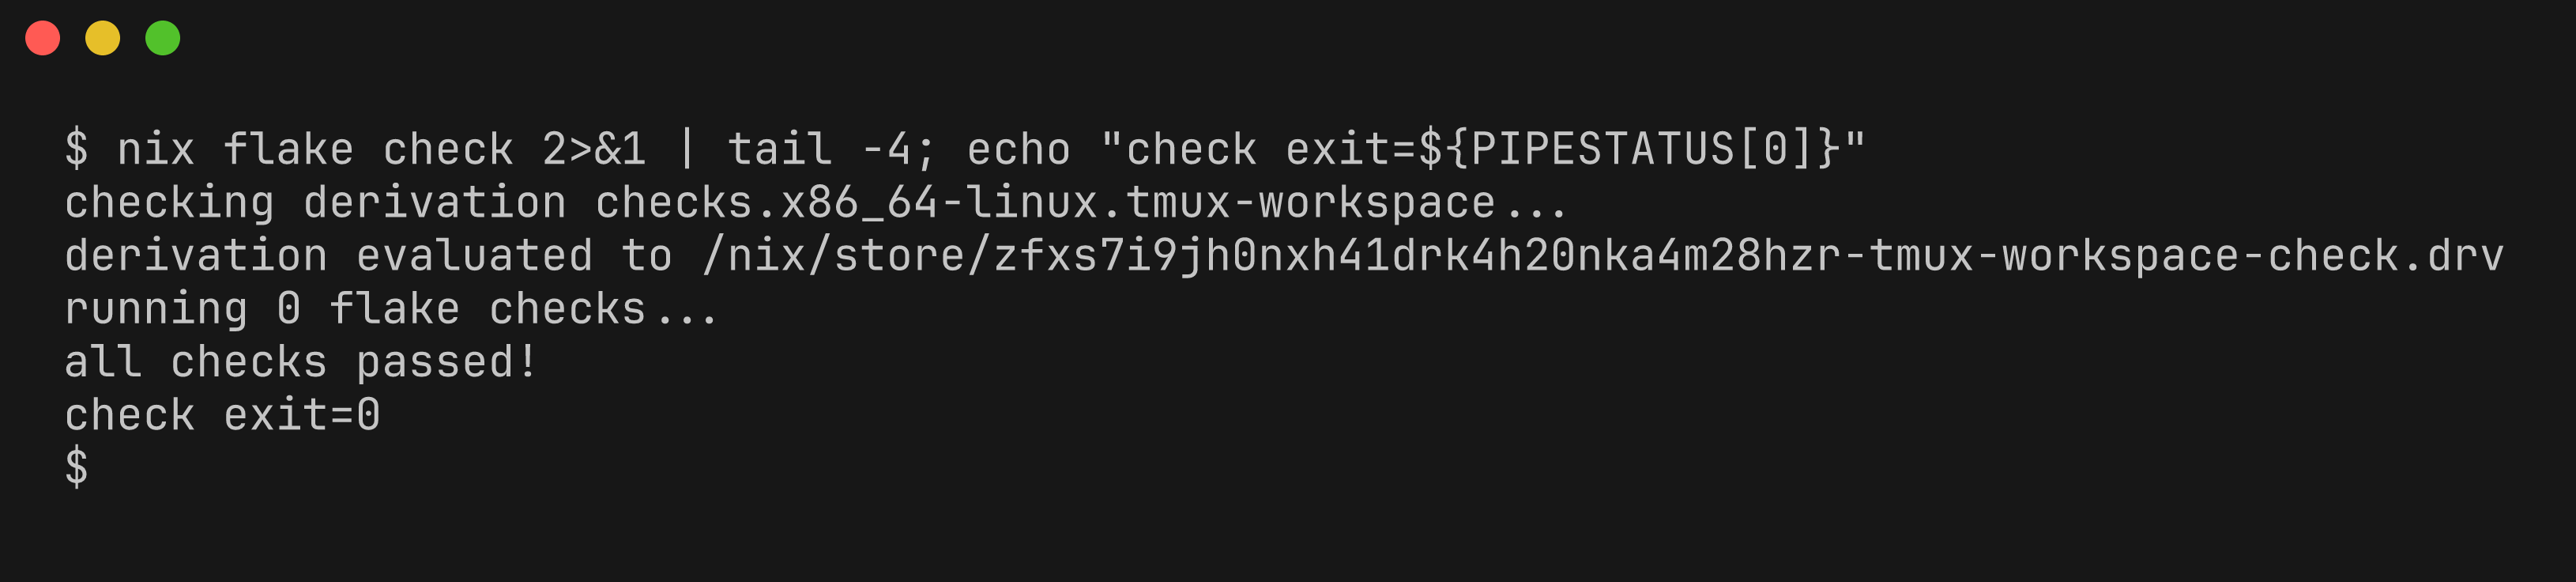 $ nix flake check 2>&1 | tail -4; echo "check exit=${PIPESTATUS[0]}"
checking derivation checks.x86_64-linux.tmux-workspace...
derivation evaluated to /nix/store/zfxs7i9jh0nxh41drk4h20nka4m28hzr-tmux-workspace-check.drv
running 0 flake checks...
all checks passed!
check exit=0
$